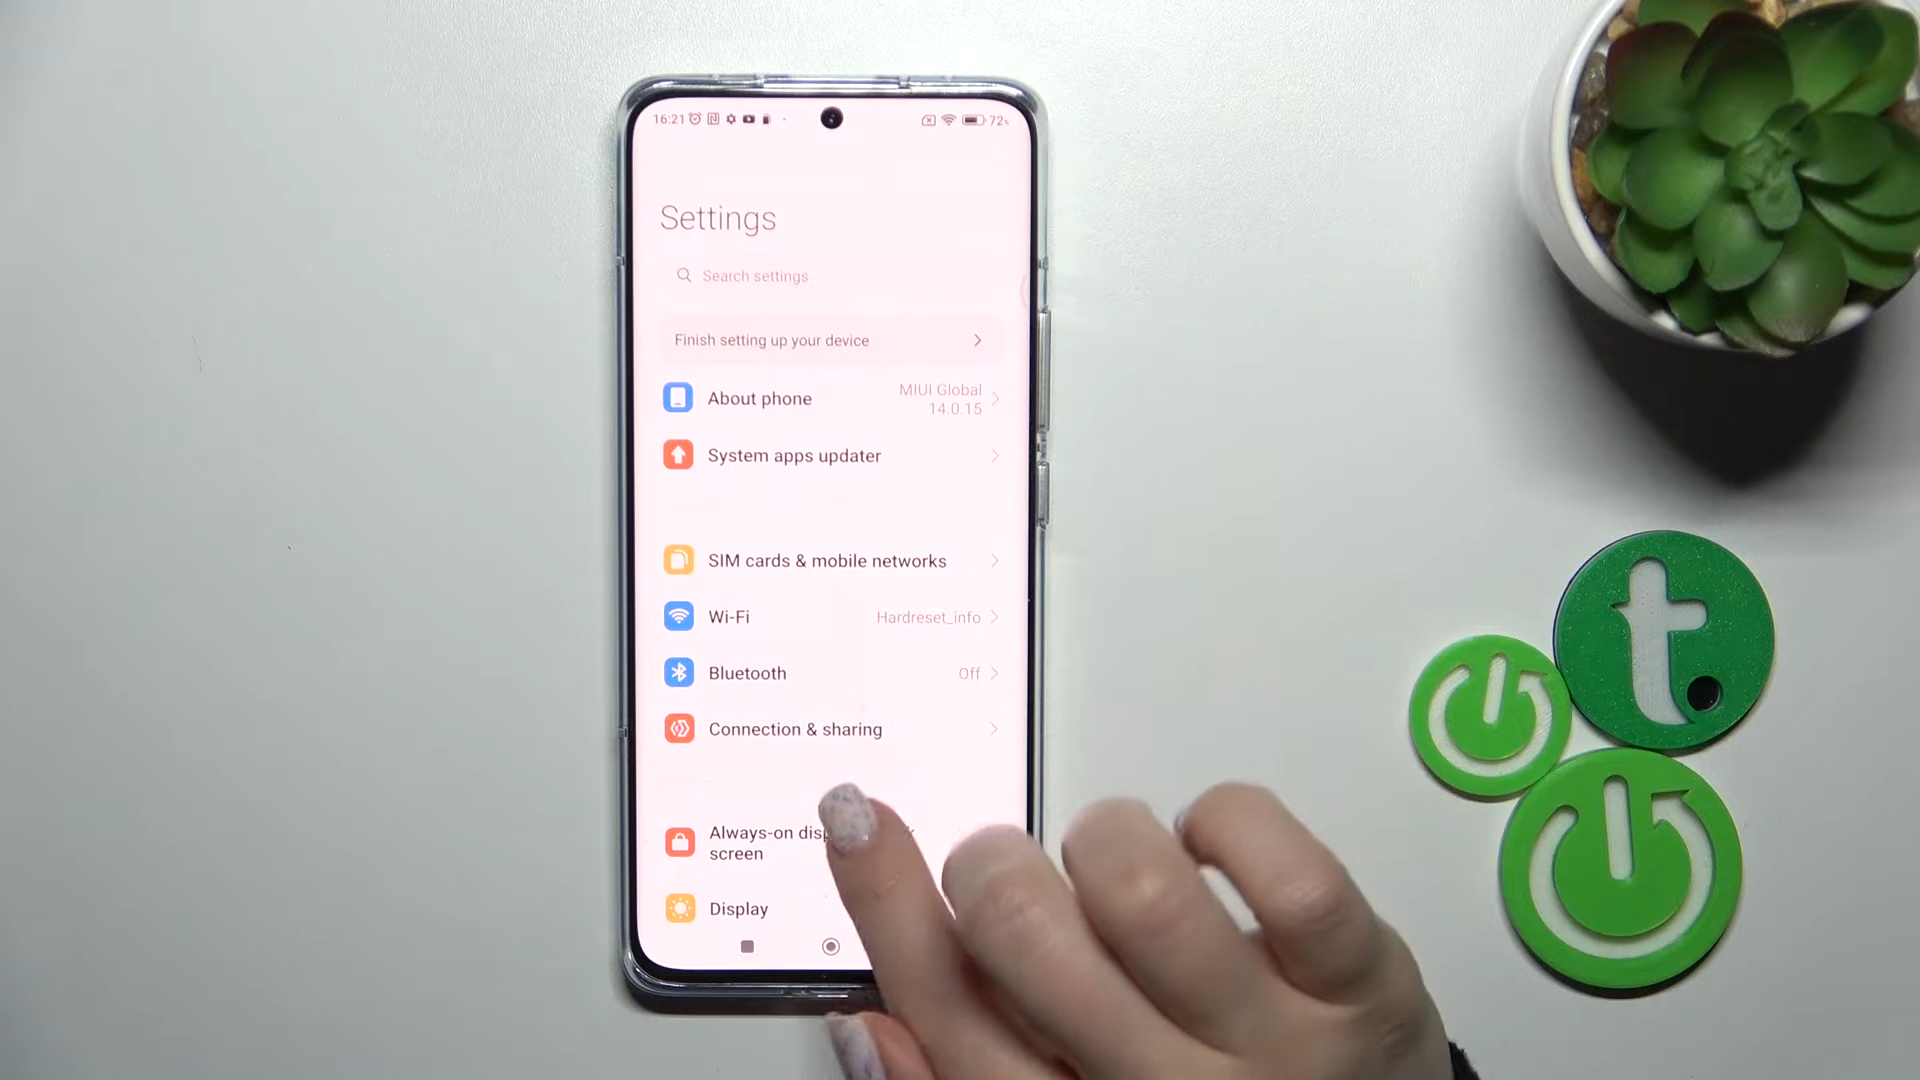 16:21
72%
Settings
Search settings
Finish setting up your device
About phone
MIUI Global
14.0.15
System apps updater
SIM cards & mobile networks
Wi-Fi
Hardreset_info
Bluetooth
Off
Connection & sharing
Always-on
screen
Display
t.